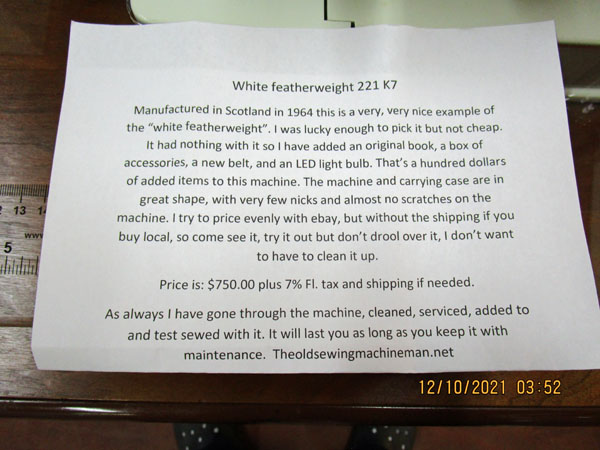 White featherweight 221 K7
Manufactured in Scotland in 1964 this is a very, very nice example of
the “white featherweight”. I was lucky enough to pick it but not cheap.
It had nothing with it so I have added an original book, a box of
accessories, a new belt, and an LED light bulb. That’s a hundred dollars
of added items to this machine. The machine and carrying case are in
great shape, with very few nicks and almost no scratches on the
machine. I try to price evenly with ebay, but without the shipping if you
buy local, so come see it, try it out but don’t drool over it, I don’t want
to have to clean it up.
Price is: $750.00 plus 7% Fl. tax and shipping if needed.
As always I have gone through the machine, cleaned, serviced, added to
and test sewed with it. It will last you as long as you keep it with
maintenance. Theoldsewingmachineman.net
13 14
www
5
12/10/2021 03:52